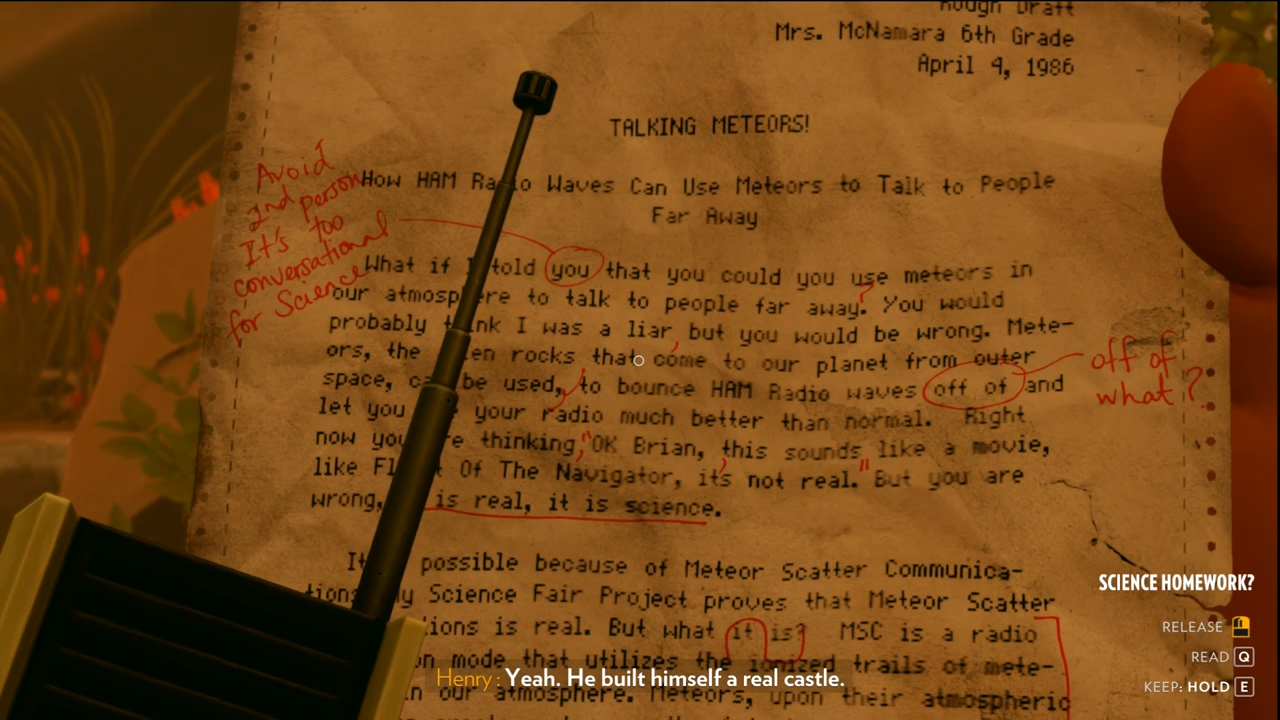 Rough Draft
Mrs. McNamara 6th Grade
April 4, 1986
TALKING METEORS!
How HAM Radio Waves Can Use Meteors to Talk to People
Far Away
Avoid
2nd person
It's too
conversational
for Science
What if I told you that you could you use meteors in
our atmosphere to talk to people far away.? You would
probably think I was a liar, but you would be wrong. Mete-
ors, the rocks that come to our planet from outer
space, can be used, to bounce HAM Radio waves off of and
let you your radio much better than normal. Right
now you're thinking, "OK Brian, this sounds like a movie,
like Flight Of The Navigator, it's not real." But you are
wrong, is real, it is science.
off of
what?
It possible because of Meteor Scatter Communica-
tions. My Science Fair Project proves that Meteor Scatter
tions is real. But what it is? MSC is a radio
on mode that utilizes the ionized trails of mete-
in our atmosphere. Meteors, upon their atmospheric
Henry: Yeah. He built himself a real castle.
SCIENCE HOMEWORK?
RELEASE
READ Q
KEEP: HOLD E